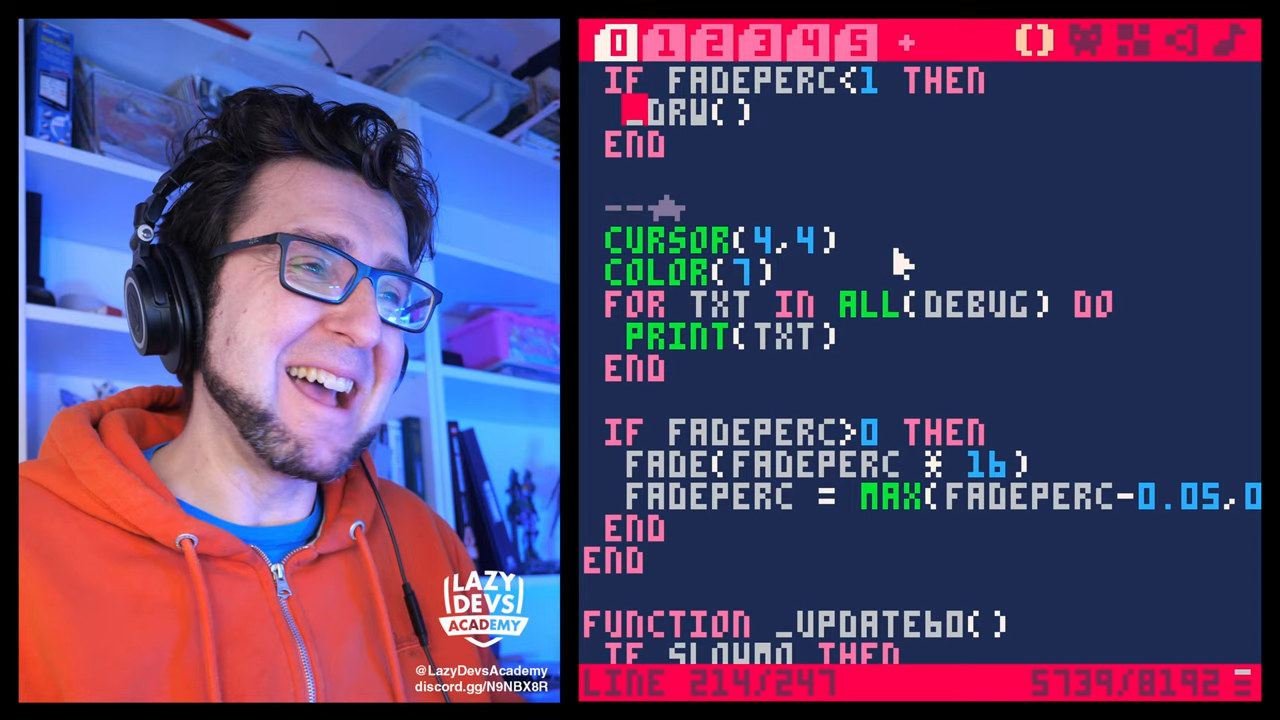 LAZY
DEVS
ACADEMY
@LazyDevsAcademy
discord.gg/N9NBX8R
0 1 2 3 4 5 +
IF FADEPERC<1 THEN
_DRW()
END
--
CURSOR(4,4)
COLOR(7)
FOR TXT IN ALL(DEBUG) DO
PRINT(TXT)
END
IF FADEPERC>0 THEN
FADE(FADEPERC * 16)
FADEPERC = MAX(FADEPERC-0.05,0
END
END
FUNCTION _UPDATE60()
IF SLOWMO THEN
LINE 214/247
5739/8192